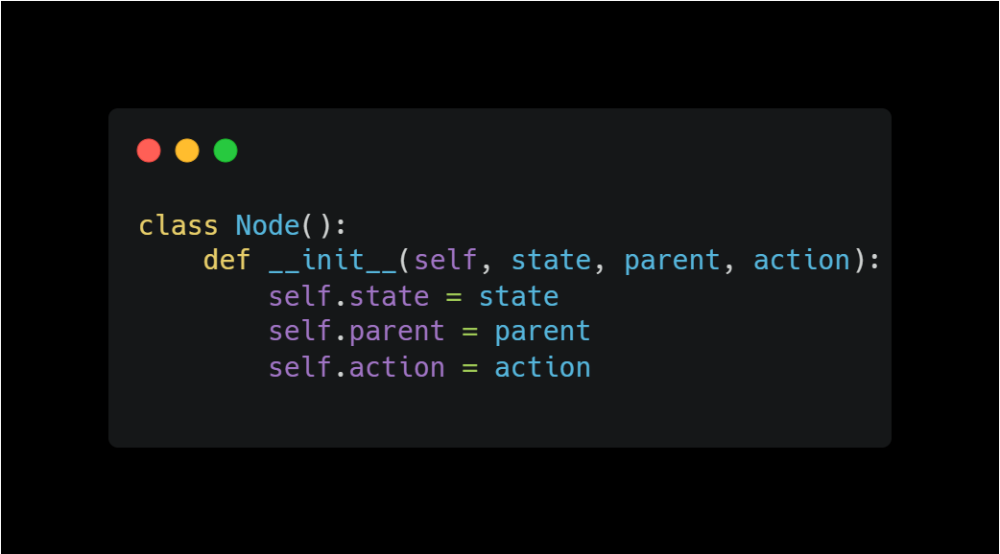 class Node():
    def __init__(self, state, parent, action):
        self.state = state
        self.parent = parent
        self.action = action